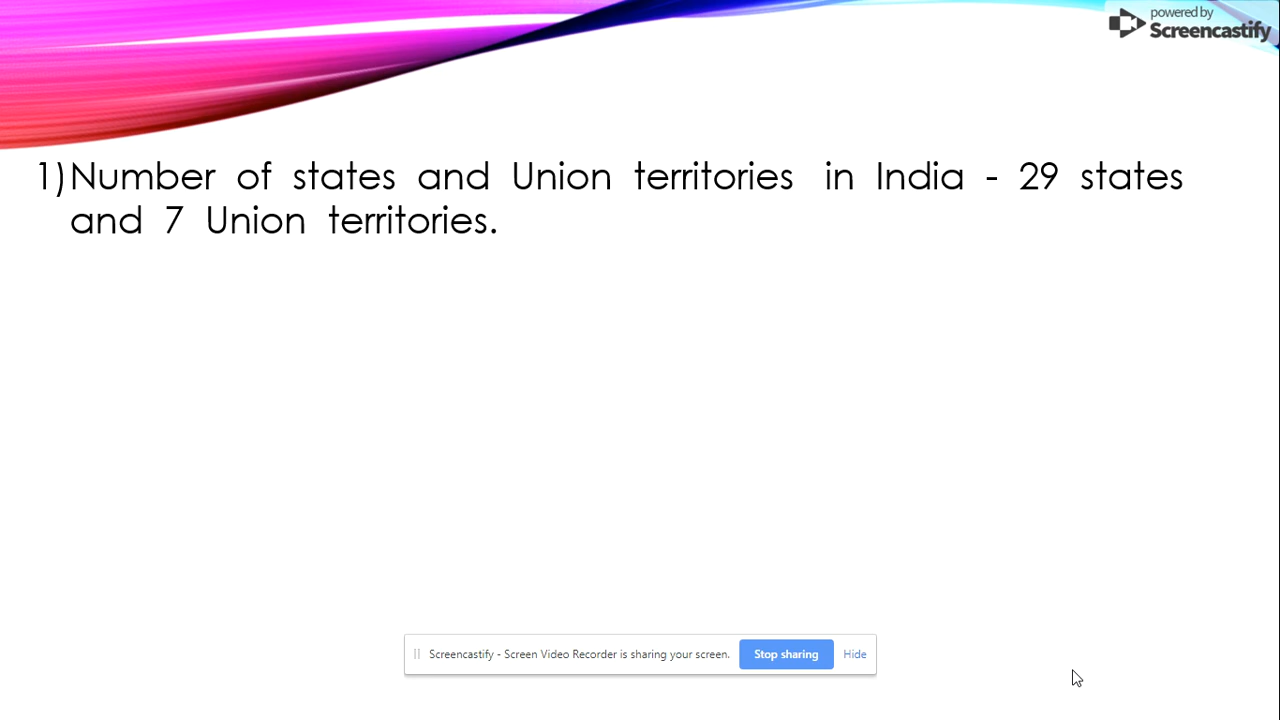 powered by
Screencastify
1)Number of states and Union territories in India - 29 states
and 7 Union territories.
Screencastify - Screen Video Recorder is sharing your screen. Stop sharing Hide